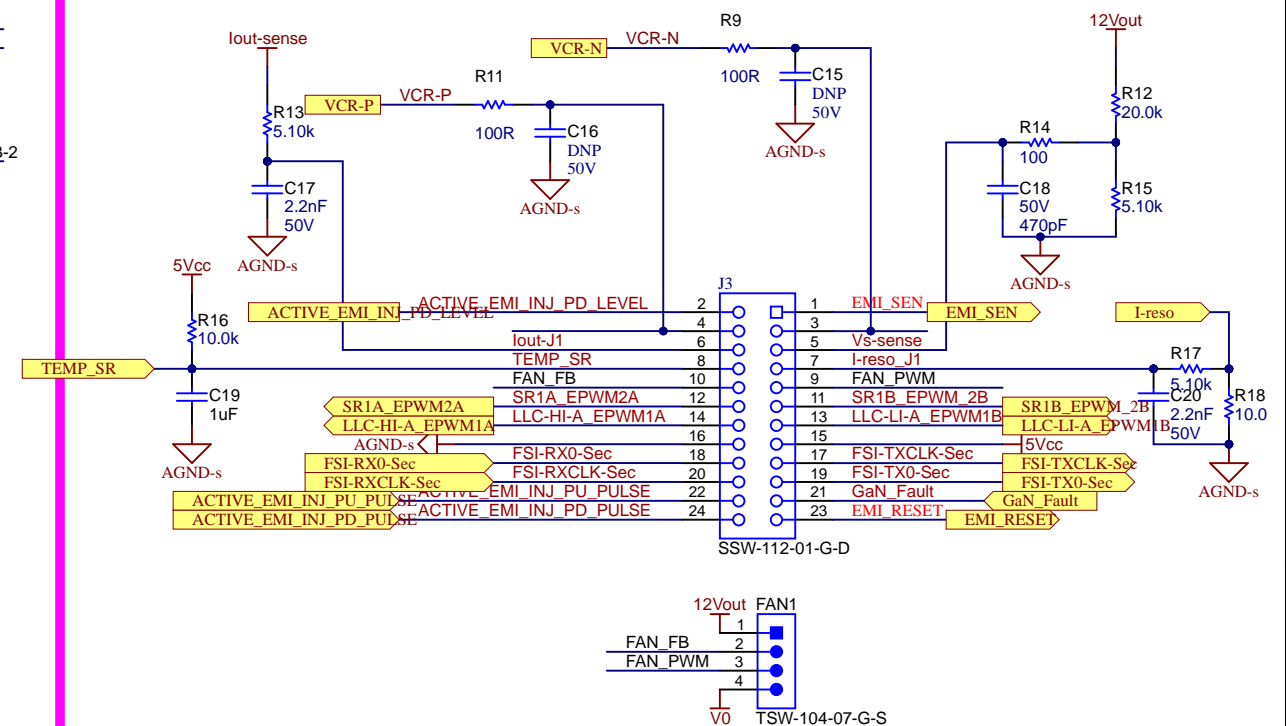 R9
12Vout
Iout-sense
VCR-N
VCR-N
C15
DNP
50V
AGND-s
100R
R11
R13
5.10k
VCR-P
VCR-P
100R
C16
DNP
50V
AGND-s
R12
20.0k
R14
100
3-2
C17
2.2nF
50V
AGND-s
C18
50V
470pF
R15
5.10k
AGND-s
5Vcc
R16
10.0k
J3
ACTIVE_EMI_INJ_PD_LEVEL
ACTIVE_EMI_INJ_PD_LEVEL
2
1
EMI_SEN
EMI_SEN
I-reso
4
3
Iout-J1
6
5
Vs-sense
TEMP_SR
TEMP_SR
8
7
I-reso_J1
R17
5.10k
FAN_FB
10
9
FAN_PWM
C19
1uF
AGND-s
C20
2.2nF
50V
R18
10.0
SR1A_EPWM2A
SR1A_EPWM2A
12
11
SR1B_EPWM_2B
SR1B_EPWM_2B
LLC-HI-A_EPWM1A
LLC-HI-A_EPWM1A
14
13
LLC-LI-A_EPWM1B
LLC-LI-A_EPWM1B
AGND-s
16
15
5Vcc
FSI-RX0-Sec
FSI-RX0-Sec
18
17
FSI-TXCLK-Sec
FSI-TXCLK-Sec
FSI-RXCLK-Sec
FSI-RXCLK-Sec
20
19
FSI-TX0-Sec
FSI-TX0-Sec
AGND-s
ACTIVE_EMI_INJ_PU_PULSE
ACTIVE_EMI_INJ_PU_PULSE
22
21
GaN_Fault
GaN_Fault
ACTIVE_EMI_INJ_PD_PULSE
ACTIVE_EMI_INJ_PD_PULSE
24
23
EMI_RESET
EMI_RESET
SSW-112-01-G-D
12Vout
FAN1
1
FAN_FB
2
FAN_PWM
3
4
V0
TSW-104-07-G-S